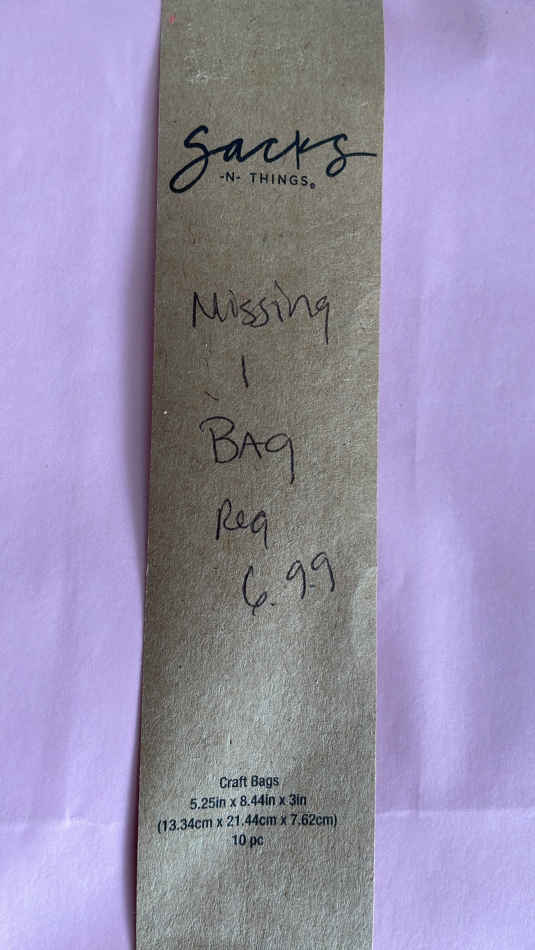 Sacks
-N- THINGS®
Missing
1
BAg
Reg
6.99
Craft Bags
5.25in x 8.44in x 3in
(13.34cm x 21.44cm x 7.62cm)
10 pc